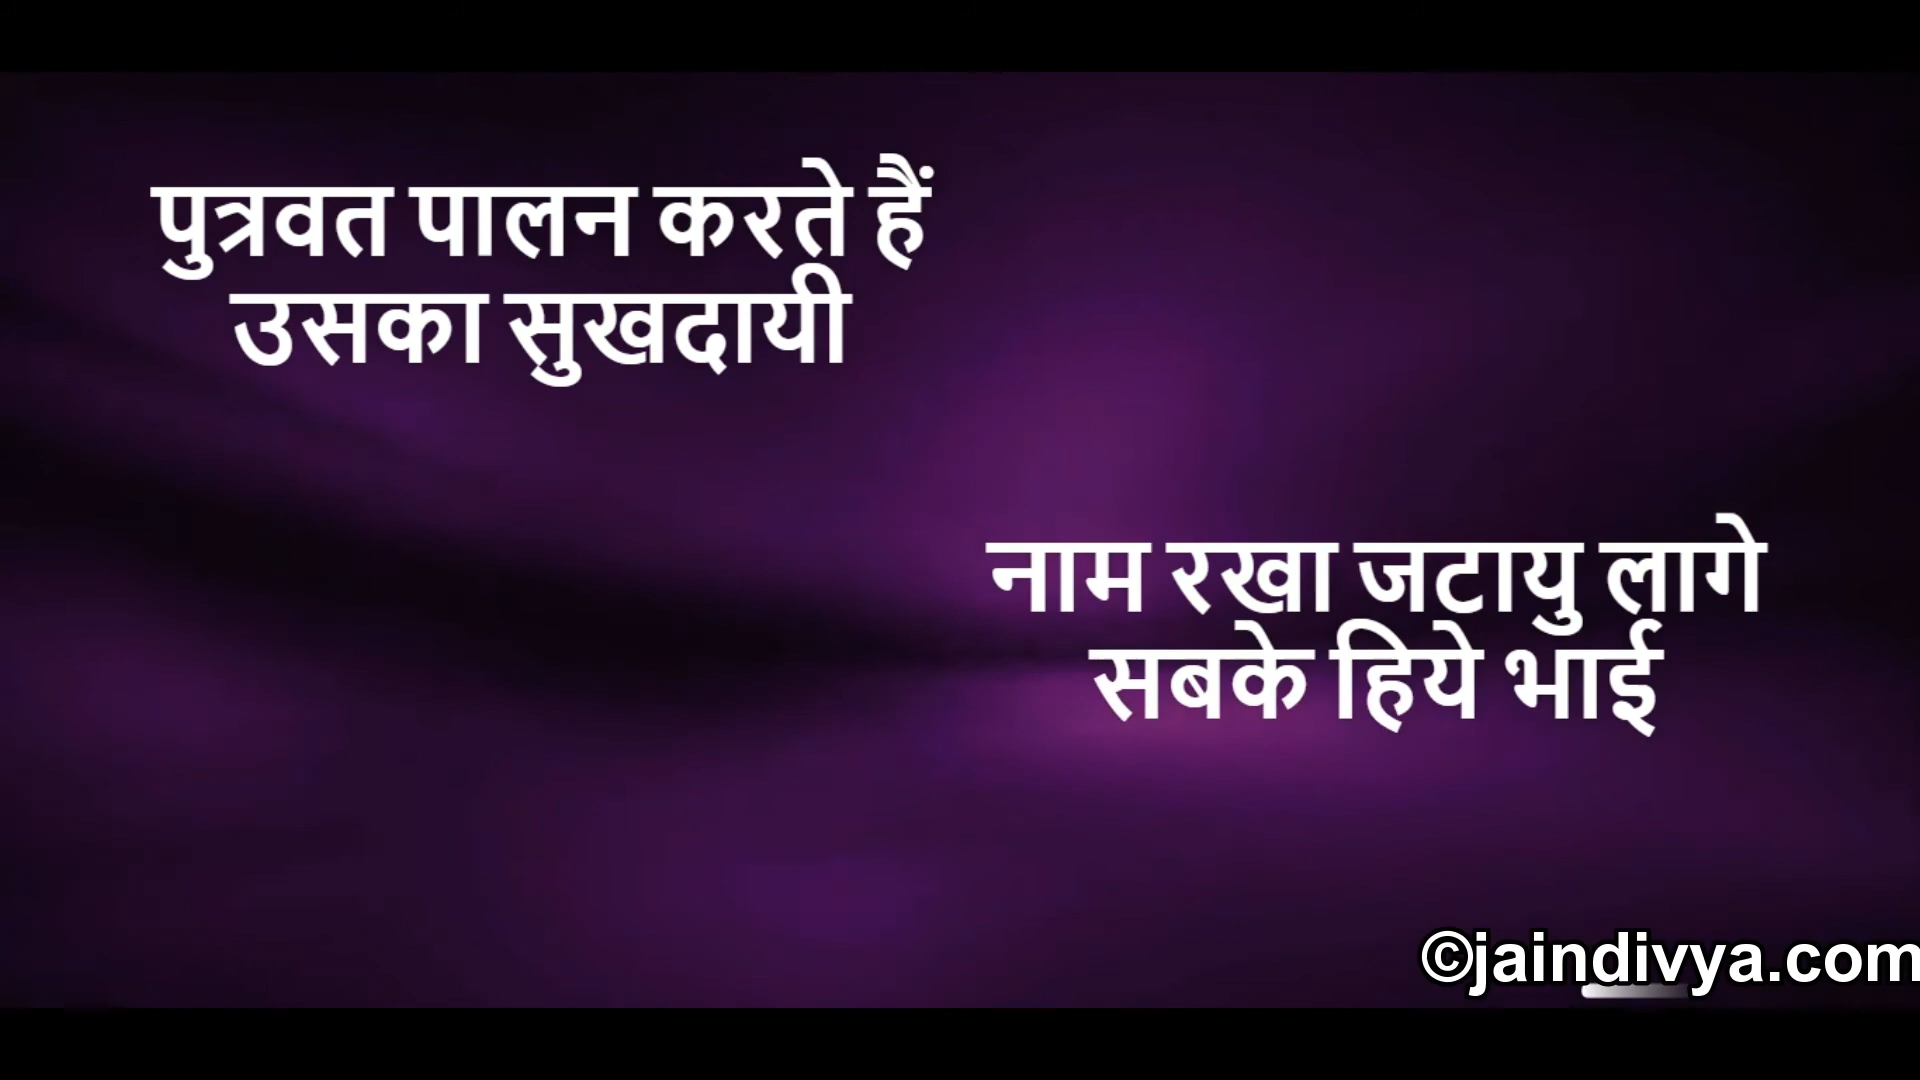 पुत्रवत पालन करते हैं
उसका सुखदायी
नाम रखा जटायु लागे
सबके हिये भाई
©jaindivya.com